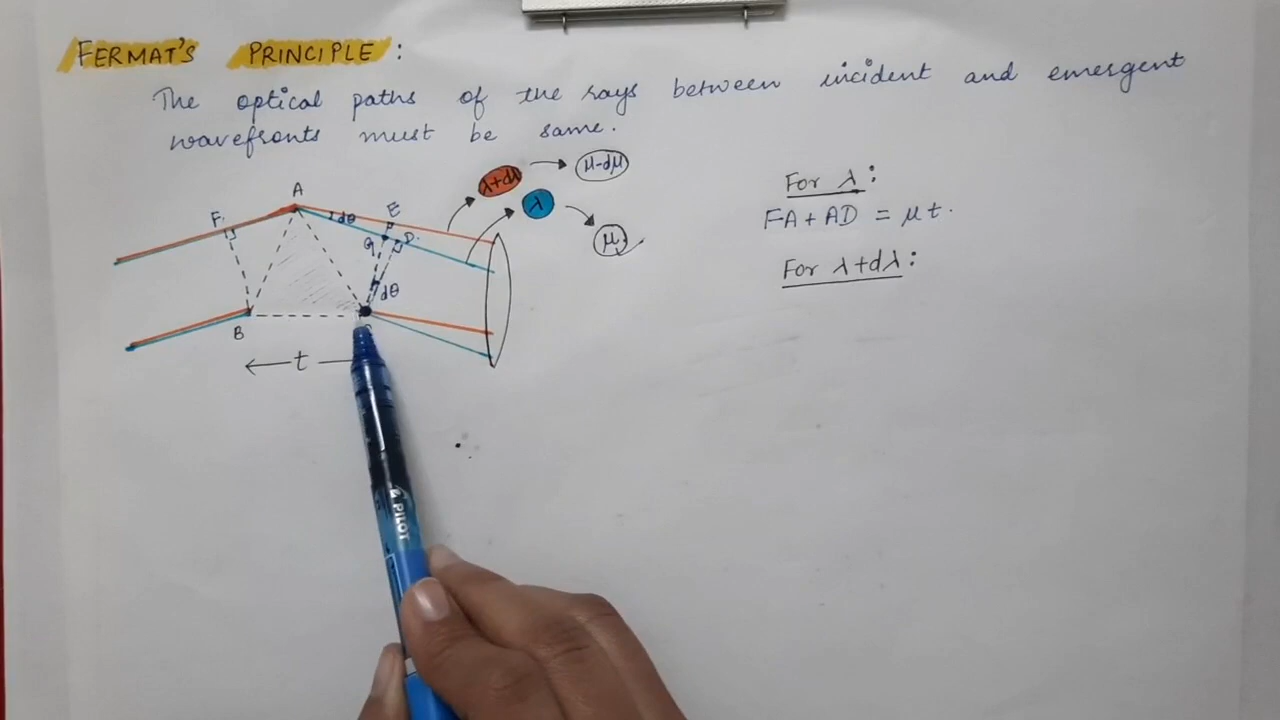 FERMAT'S PRINCIPLE :
The optical paths of the rays between incident and emergent
wavefronts must be same.
λ+dλ
μ-dμ
λ
μ
A
F
dθ
E
G
D
dθ
B
t
For λ :
FA + AD = μt.
For λ+dλ :
PILOT